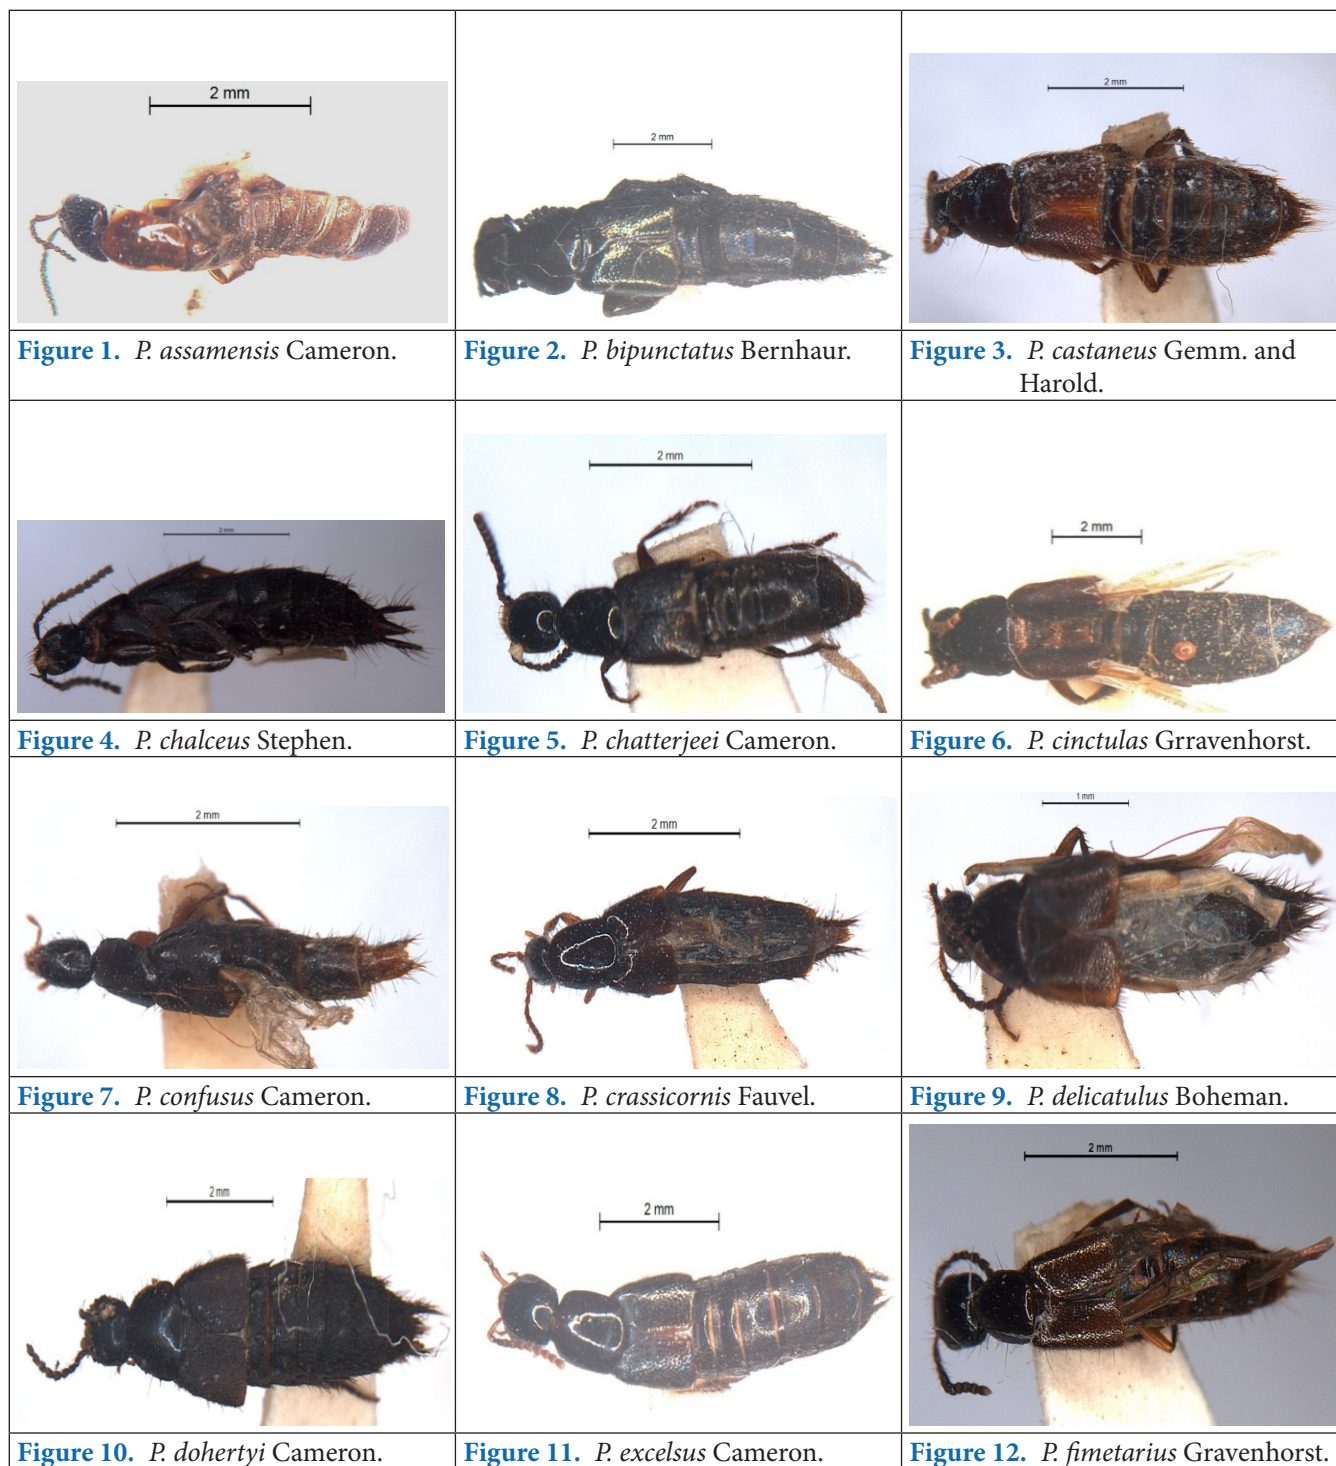 2 mm
2 mm
2 mm
Figure 1. P. assamensis Cameron.
Figure 2. P. bipunctatus Bernhaur.
Figure 3. P. castaneus Gemm. and
Harold.
2 mm
2 mm
2 mm
Figure 4. P. chalceus Stephen.
Figure 5. P. chatterjeei Cameron.
Figure 6. P. cinctulas Grravenhorst.
2 mm
2 mm
1 mm
Figure 7. P. confusus Cameron.
Figure 8. P. crassicornis Fauvel.
Figure 9. P. delicatulus Boheman.
2 mm
2 mm
2 mm
Figure 10. P. dohertyi Cameron.
Figure 11. P. excelsus Cameron.
Figure 12. P. fimetarius Gravenhorst.